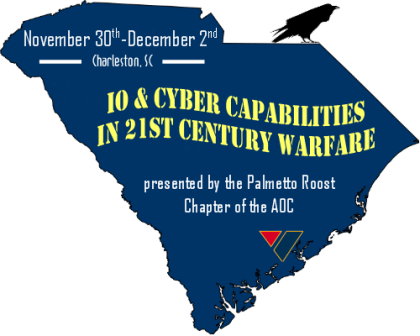 November 30th-December 2nd
Charleston, SC
IO & CYBER CAPABILITIES
IN 21ST CENTURY WARFARE
presented by the Palmetto Roost
Chapter of the AOC